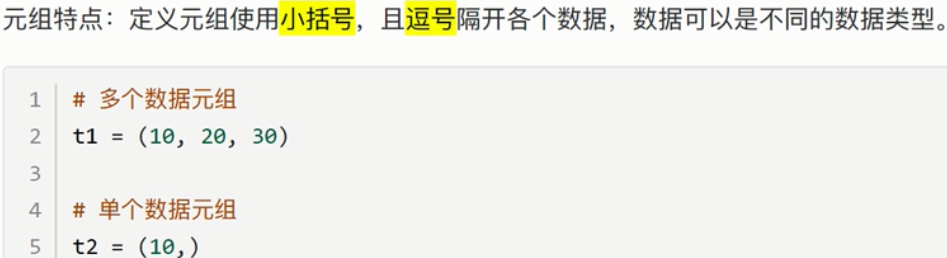 元组特点：定义元组使用小括号，且逗号隔开各个数据，数据可以是不同的数据类型。
1 # 多个数据元组
2 t1 = (10, 20, 30)
3
4 # 单个数据元组
5 t2 = (10,)